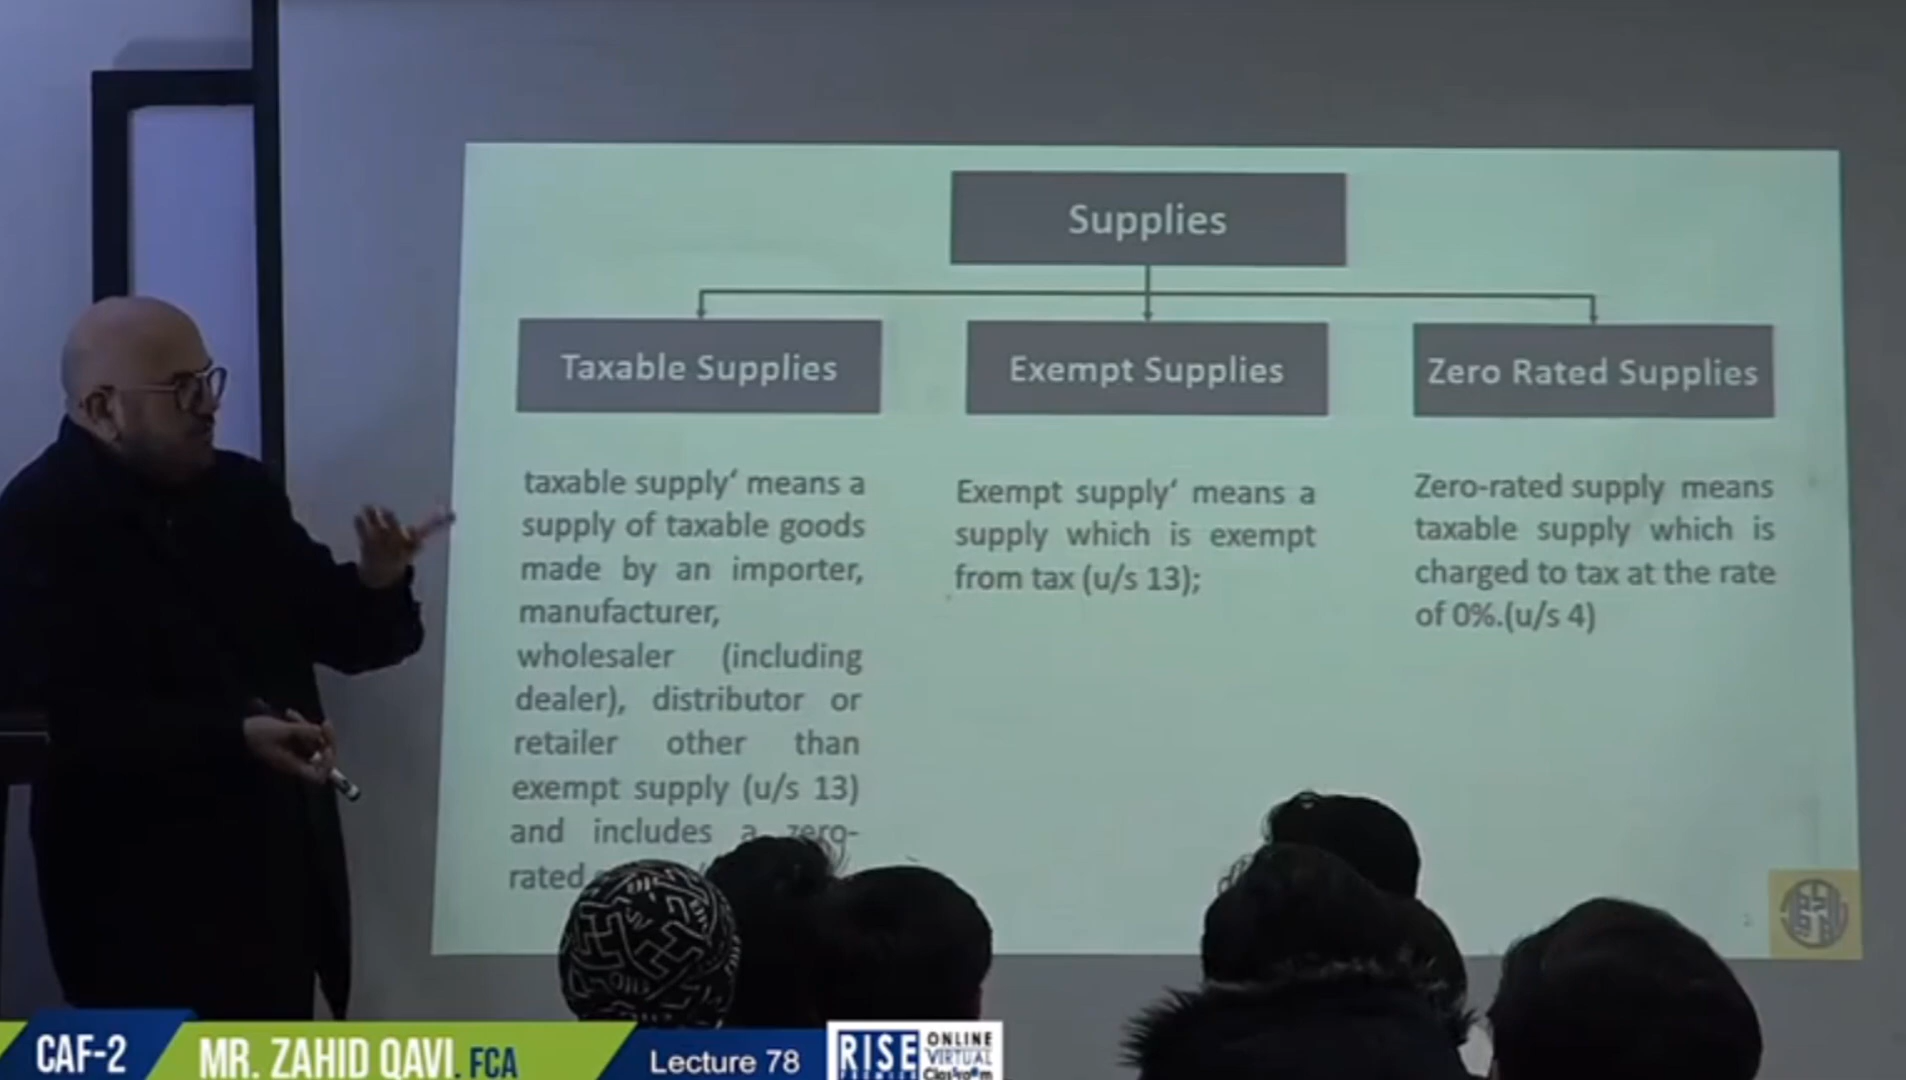 Supplies
Taxable Supplies
Exempt Supplies
Zero Rated Supplies
taxable supply‘ means a
supply of taxable goods
made by an importer,
manufacturer,
wholesaler (including
dealer), distributor or
retailer other than
exempt supply (u/s 13)
and includes a zero-
rated
Exempt supply‘ means a
supply which is exempt
from tax (u/s 13);
Zero-rated supply means
taxable supply which is
charged to tax at the rate
of 0%.(u/s 4)
CAF-2
MR. ZAHID QAVI. FCA
Lecture 78
RISE
ONLINE
VIRTUAL
Classroom